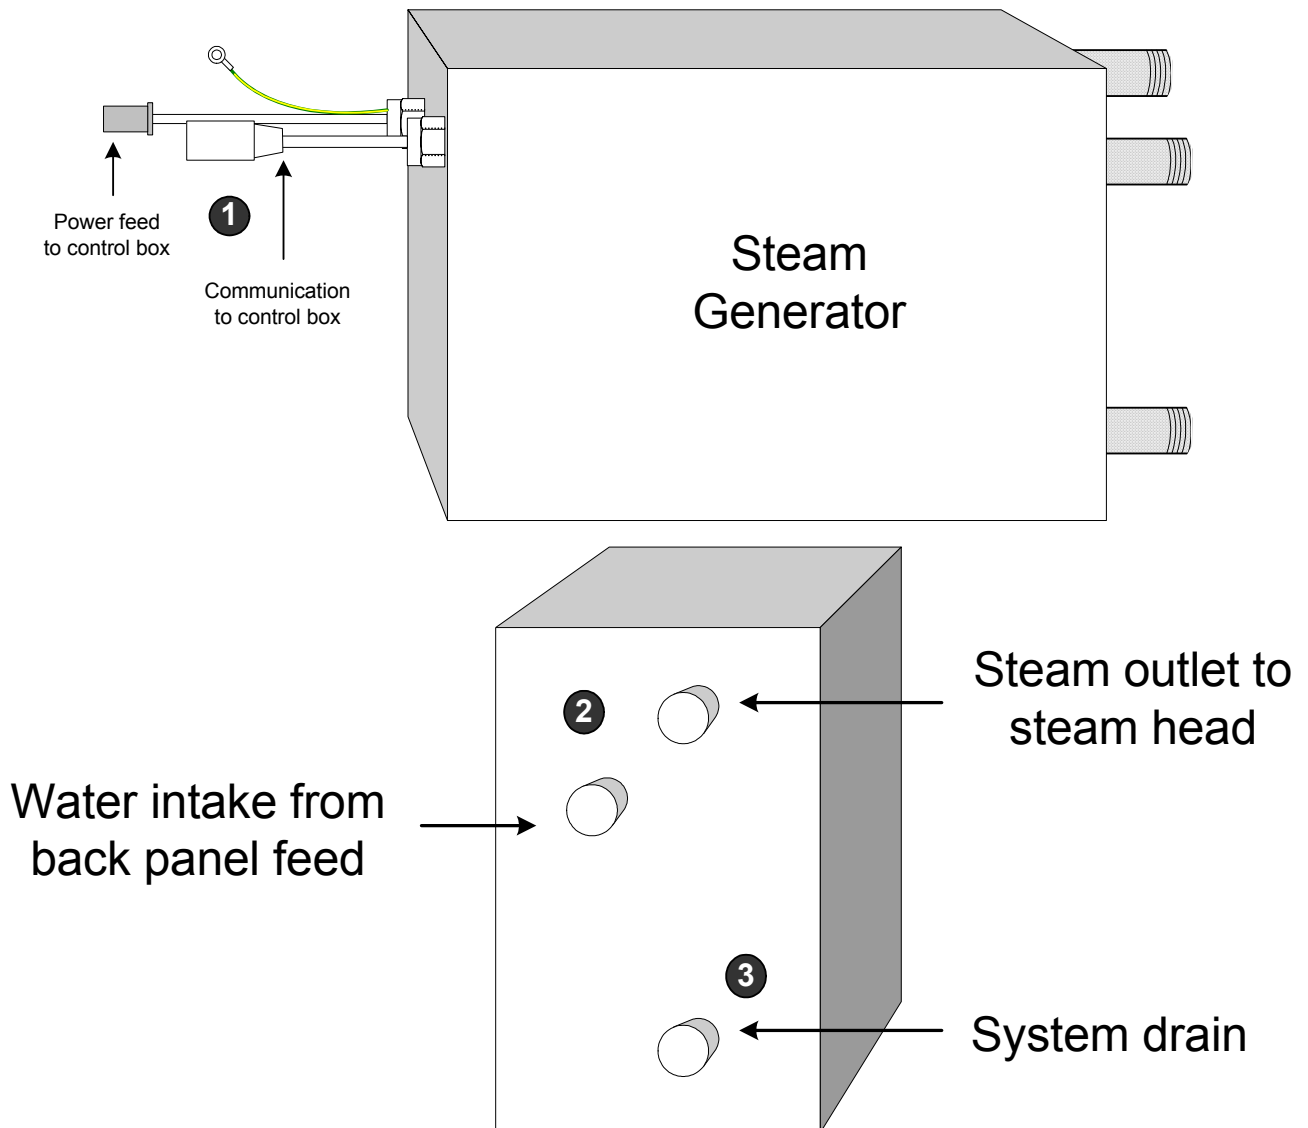 Power feed
to control box
1
Communication
to control box
Steam
Generator
2
Steam outlet to
steam head
Water intake from
back panel feed
3
System drain